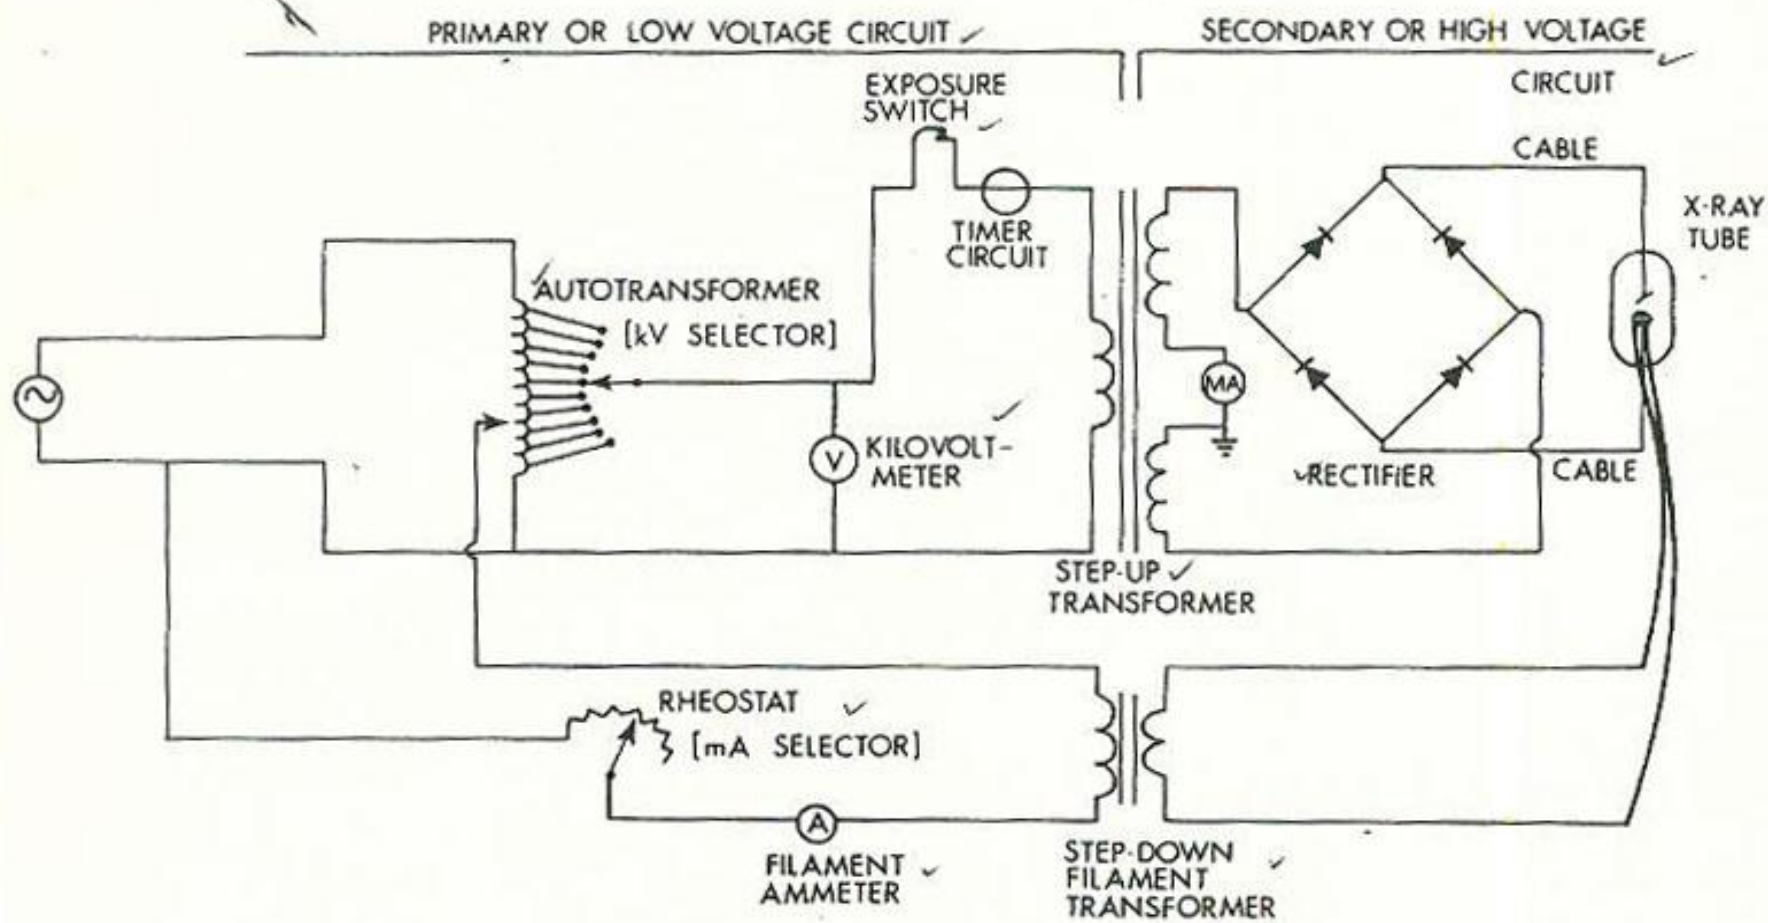 PRIMARY OR LOW VOLTAGE CIRCUIT
SECONDARY OR HIGH VOLTAGE
CIRCUIT
EXPOSURE
SWITCH
CABLE
X-RAY
TUBE
TIMER
CIRCUIT
AUTOTRANSFORMER
[kV SELECTOR]
MA
V
KILOVOLT-
METER
RECTIFIER
CABLE
STEP-UP
TRANSFORMER
RHEOSTAT
[mA SELECTOR]
A
FILAMENT
AMMETER
STEP-DOWN
FILAMENT
TRANSFORMER